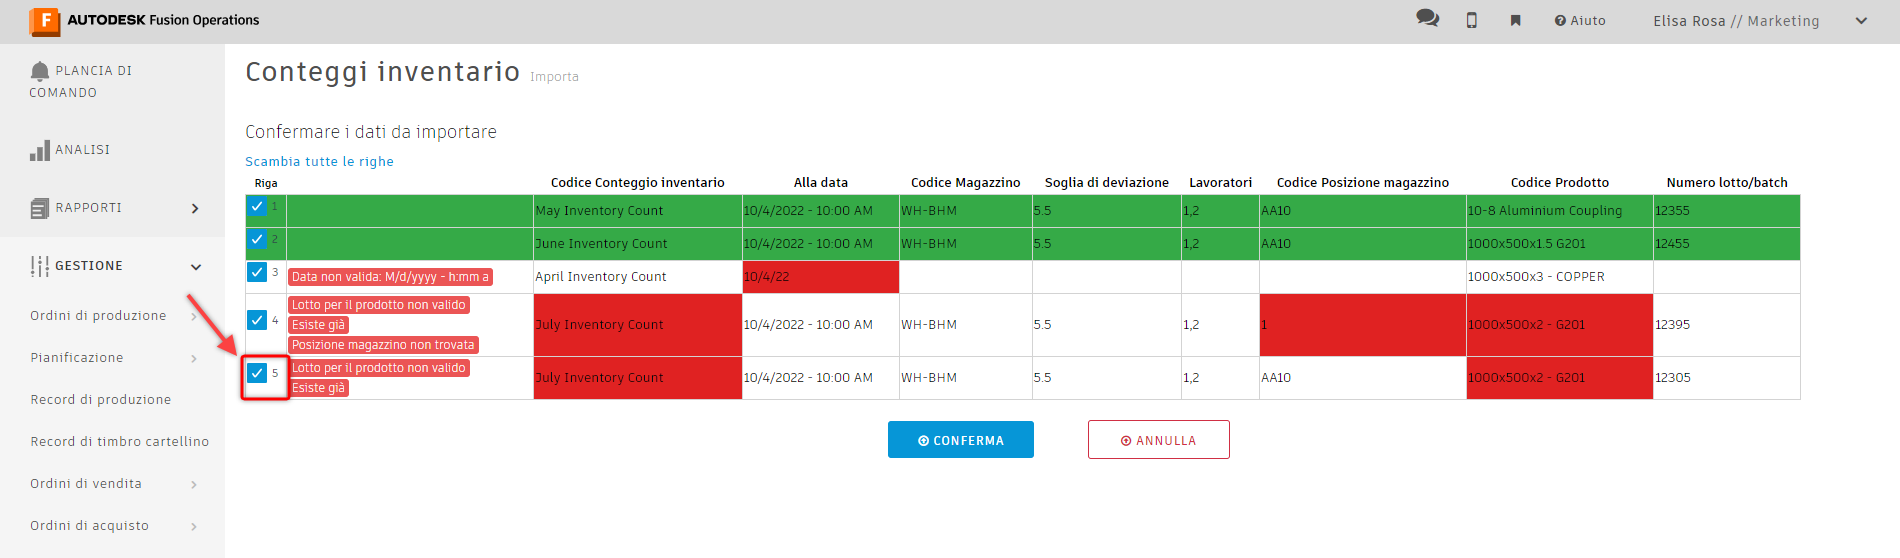 AUTODESK Fusion Operations
Aiuto
Elisa Rosa // Marketing
PLANCIA DI
COMANDO
ANALISI
RAPPORTI
GESTIONE
Ordini di produzione
Pianificazione
Record di produzione
Record di timbro cartellino
Ordini di vendita
Ordini di acquisto
Conteggi inventario Importa
Confermare i dati da importare
Scambia tutte le righe
Riga Codice Conteggio inventario Alla data Codice Magazzino Soglia di deviazione Lavoratori Codice Posizione magazzino Codice Prodotto Numero lotto/batch
1 May Inventory Count 10/4/2022 - 10:00 AM WH-BHM 5.5 1,2 AA10 10-8 Aluminium Coupling 12355
2 June Inventory Count 10/4/2022 - 10:00 AM WH-BHM 5.5 1,2 AA10 1000x500x1.5 G201 12455
3 Data non valida: M/d/yyyy - h:mm a April Inventory Count 10/4/22 1000x500x3 - COPPER
Lotto per il prodotto non valido
4 Esiste già July Inventory Count 10/4/2022 - 10:00 AM WH-BHM 5.5 1,2 1 1000x500x2 - G201 12395
Posizione magazzino non trovata
Lotto per il prodotto non valido
5 July Inventory Count 10/4/2022 - 10:00 AM WH-BHM 5.5 1,2 AA10 1000x500x2 - G201 12305
Esiste già
CONFERMA
ANNULLA